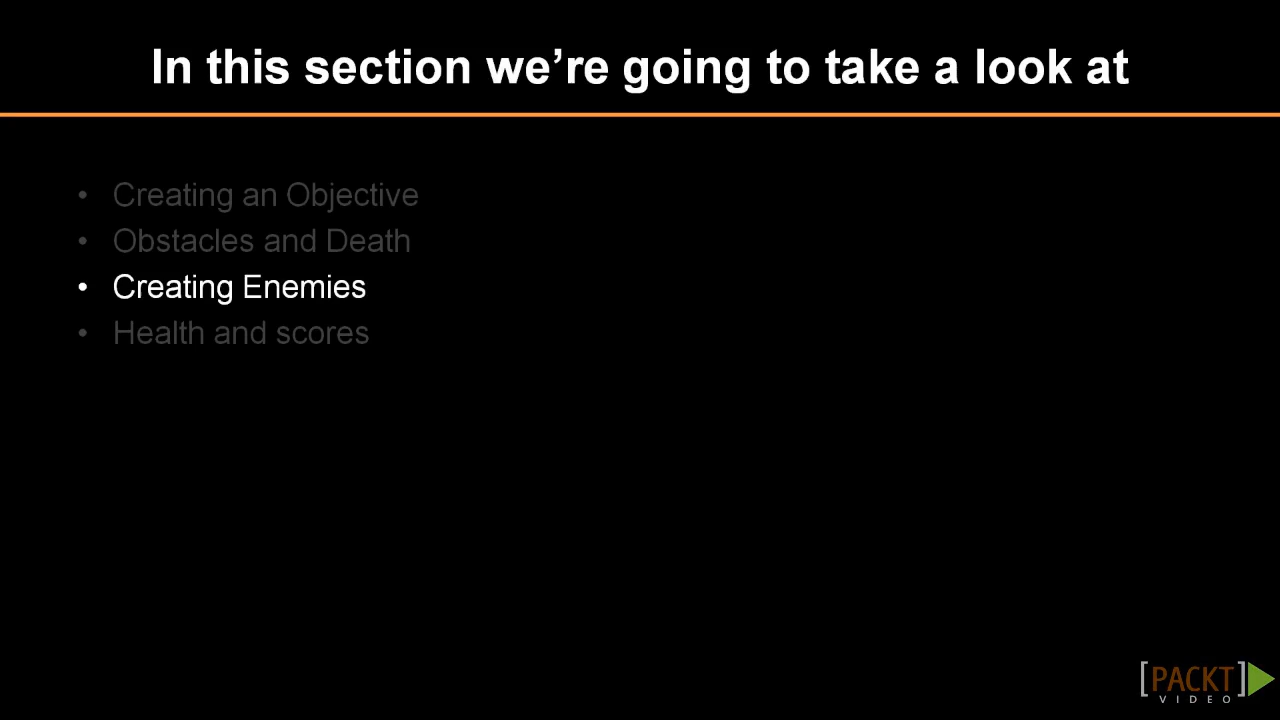 In this section we’re going to take a look at
• Creating an Objective
• Obstacles and Death
• Creating Enemies
• Health and scores
[PACKT]
VIDEO